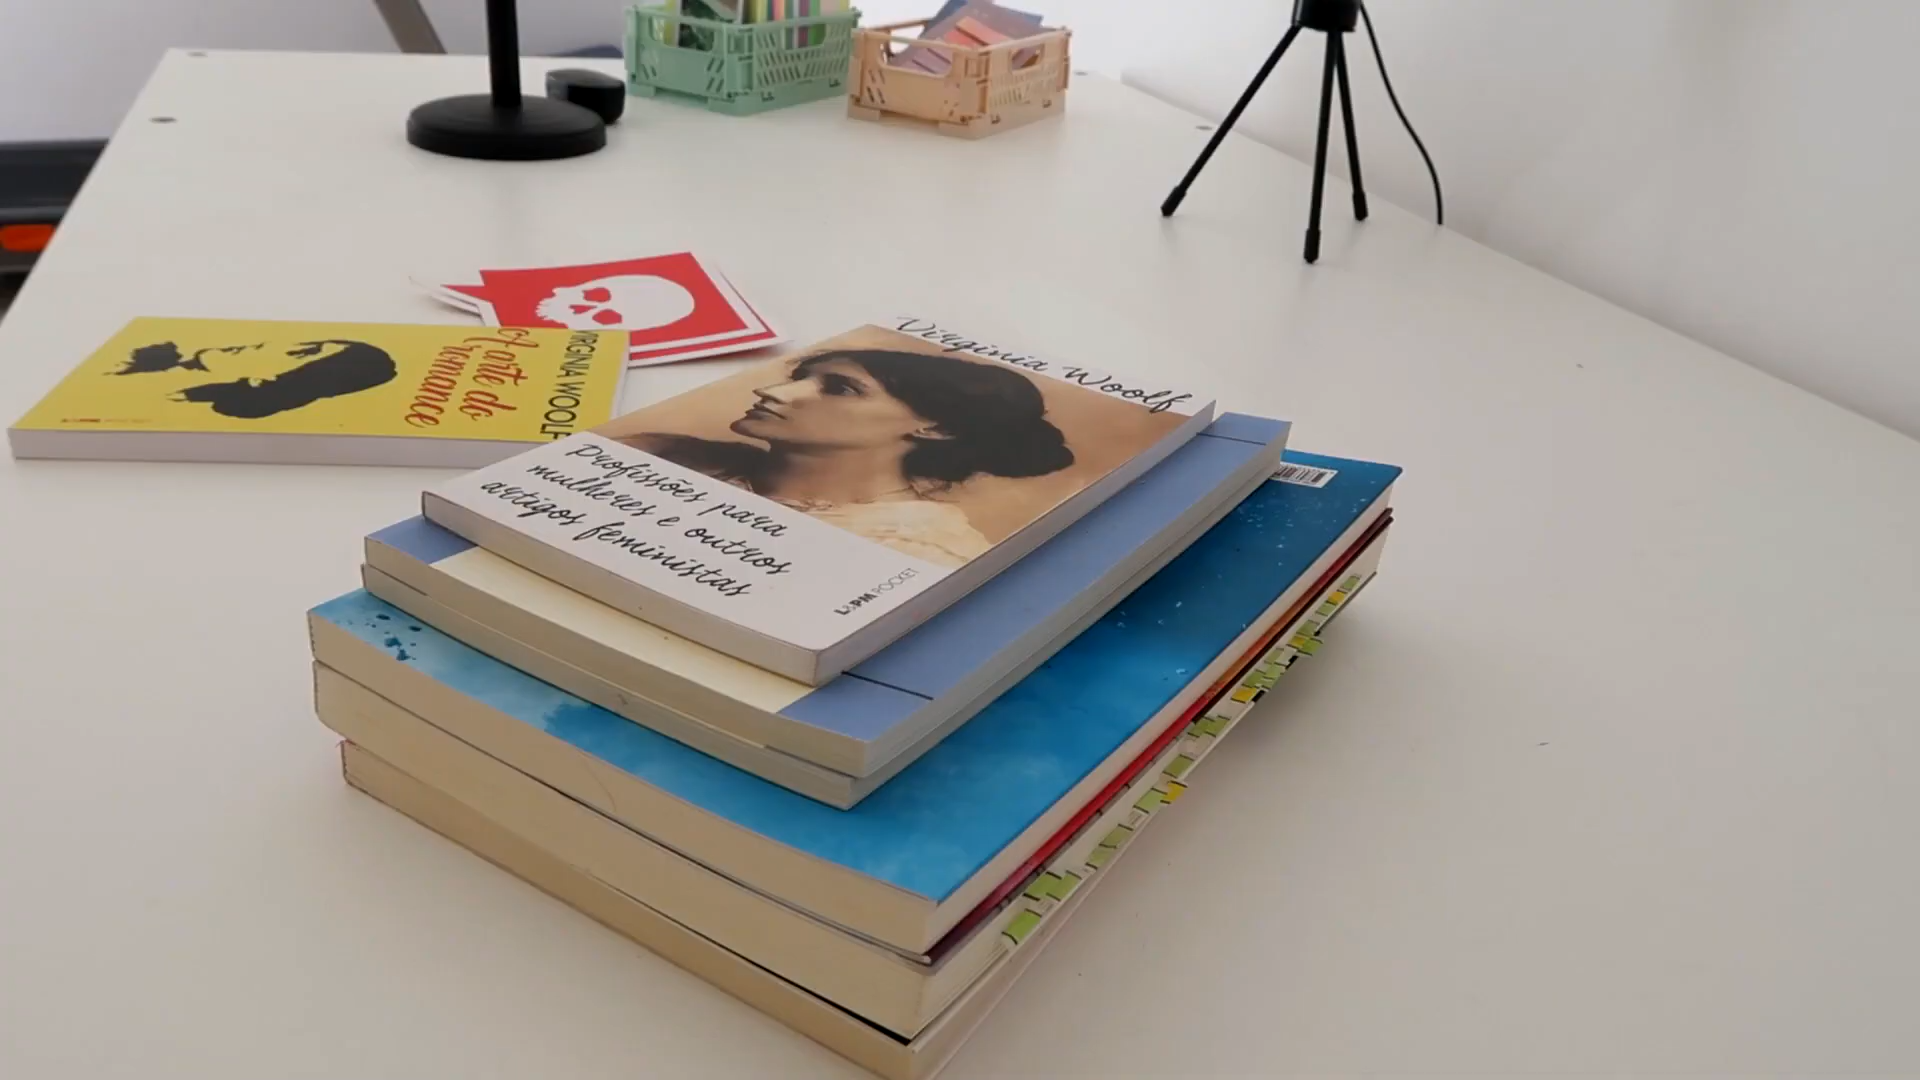 Virginia Woolf
Profissões para
mulheres e outros
artigos feministas
L&PM POCKET
VIRGINIA WOOLF
A arte do
romance